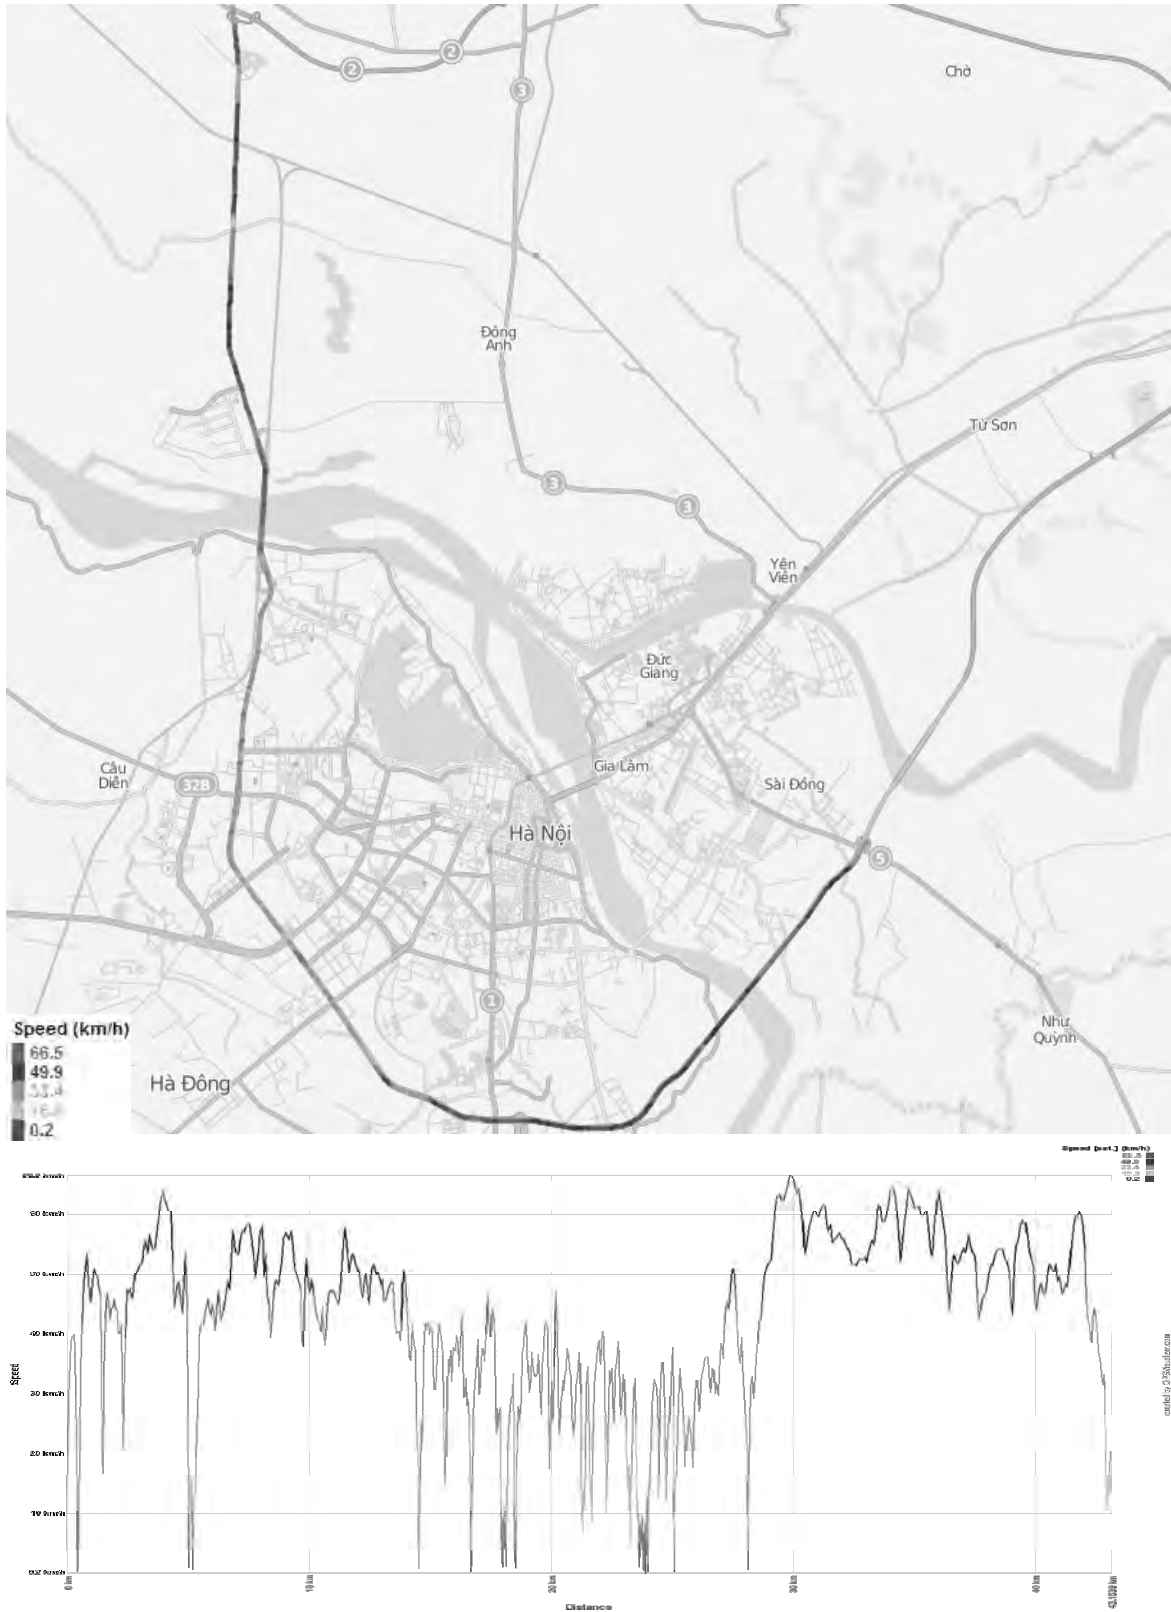 2
2
3
Chờ
Đông
Anh
Từ Sơn
3
3
Yên
Viên
Đức
Giang
Gia Lâm
Cầu
Diễn
32B
Sài Đồng
Hà Nội
5
1
Như
Quỳnh
Hà Đông
Speed (km/h)
66.5
49.9
0.2
Speed
0 km
10 km
20 km
30 km
40 km
Distance